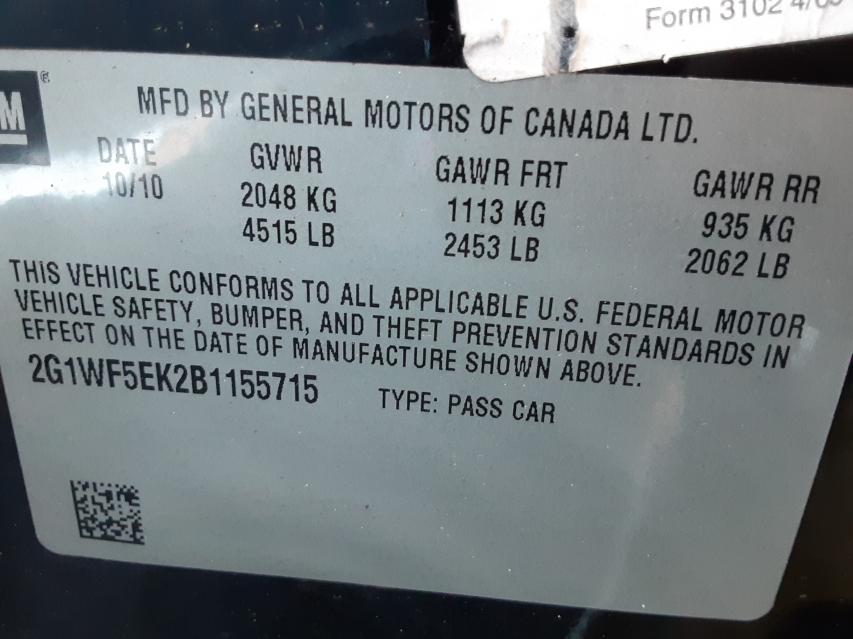 Form 3102 4/05
M ®
MFD BY GENERAL MOTORS OF CANADA LTD.
DATE GVWR GAWR FRT GAWR RR
10/10 2048 KG 1113 KG 935 KG
4515 LB 2453 LB 2062 LB
THIS VEHICLE CONFORMS TO ALL APPLICABLE U.S. FEDERAL MOTOR
VEHICLE SAFETY, BUMPER, AND THEFT PREVENTION STANDARDS IN
EFFECT ON THE DATE OF MANUFACTURE SHOWN ABOVE.
2G1WF5EK2B1155715 TYPE: PASS CAR